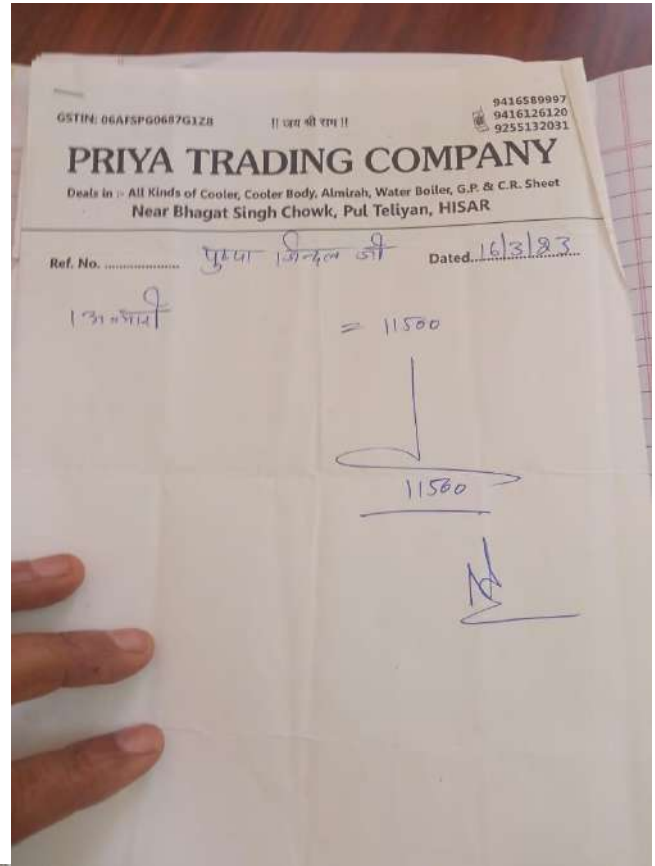 9416589997
GSTIN: 06AFSPG0687G1Z8 || जय श्री राम || 9416126120
9255132031
PRIYA TRADING COMPANY
Deals in :- All Kinds of Cooler, Cooler Body, Almirah, Water Boiler, G.P. & C.R. Sheet
Near Bhagat Singh Chowk, Pul Teliyan, HISAR
Ref. No. .................... पुष्पा जिन्दल जी Dated 16/3/23
1 अलमारी = 11500
11500